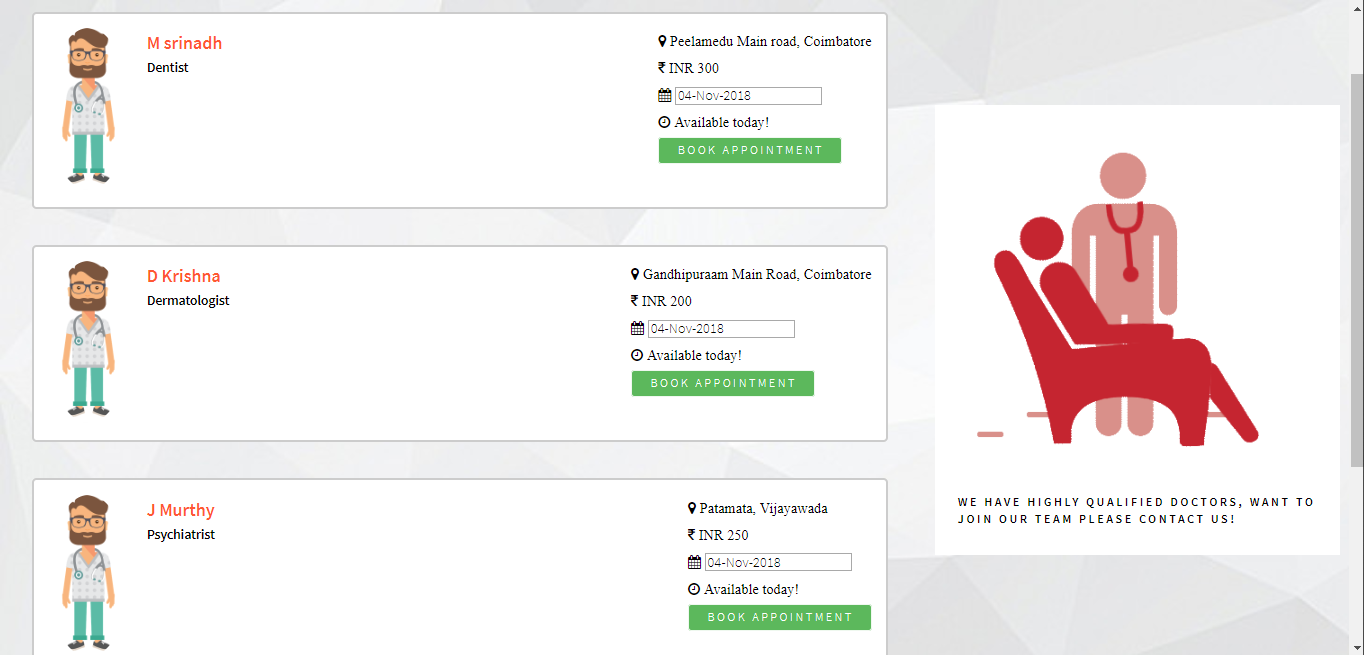 M srinadh
Dentist
Peelamedu Main road, Coimbatore
₹ INR 300
04-Nov-2018
Available today!
BOOK APPOINTMENT
D Krishna
Dermatologist
Gandhipuraam Main Road, Coimbatore
₹ INR 200
04-Nov-2018
Available today!
BOOK APPOINTMENT
J Murthy
Psychiatrist
Patamata, Vijayawada
₹ INR 250
04-Nov-2018
Available today!
BOOK APPOINTMENT
WE HAVE HIGHLY QUALIFIED DOCTORS, WANT TO
JOIN OUR TEAM PLEASE CONTACT US!